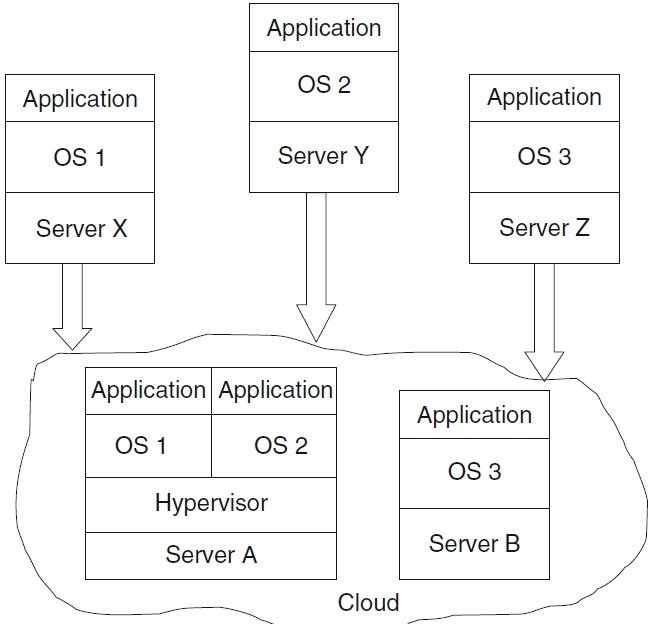 Application
OS 2
Server Y
Application
OS 1
Server X
Application
OS 3
Server Z
Application Application
OS 1 OS 2
Hypervisor
Server A
Application
OS 3
Server B
Cloud